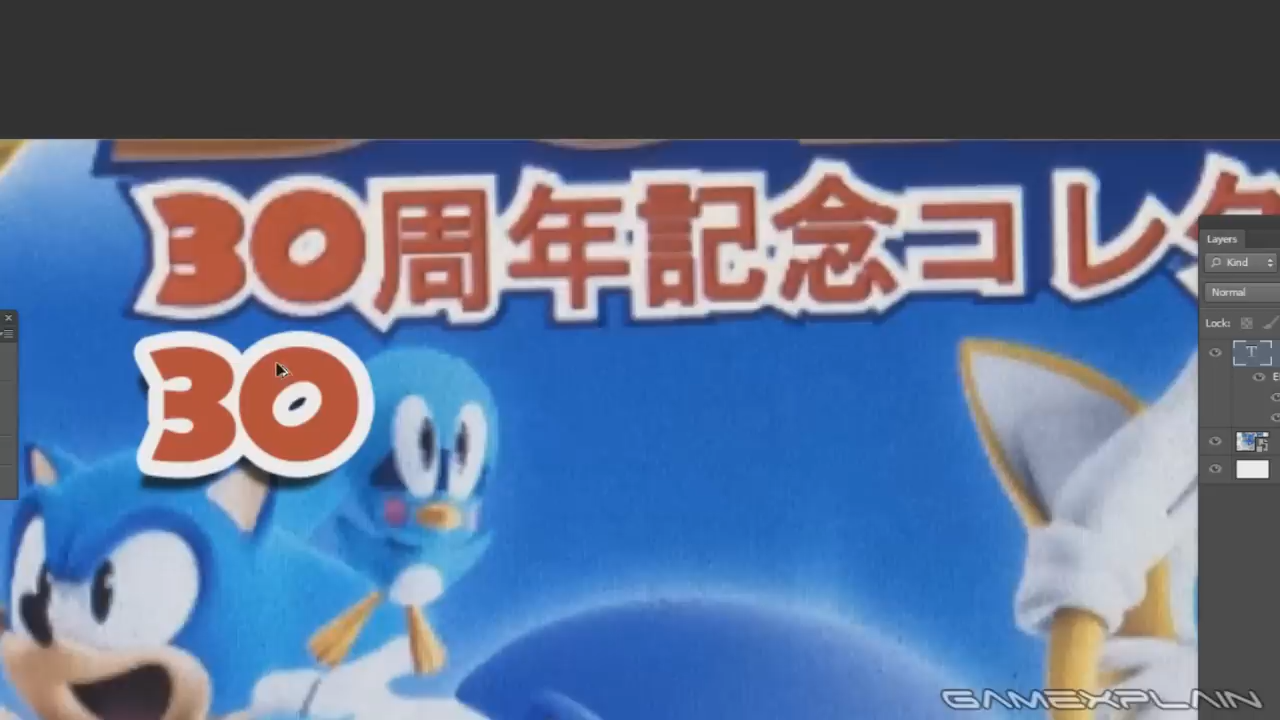 30周年記念コレク
30
Layers
Kind
Normal
Lock:
T
E
GAMEXPLAIN